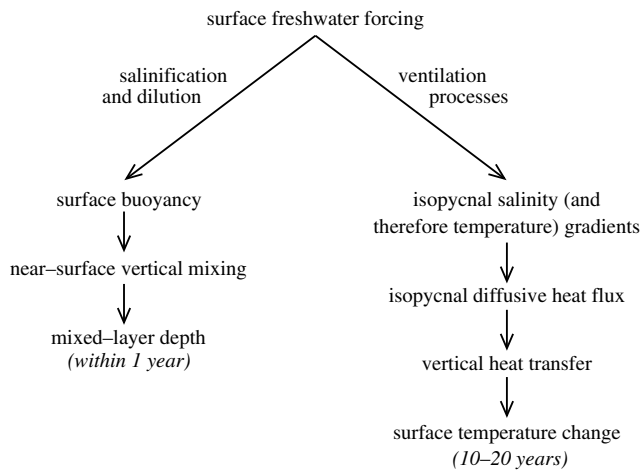 surface freshwater forcing
salinification
and dilution
ventilation
processes
surface buoyancy
near–surface vertical mixing
mixed–layer depth
(within 1 year)
isopycnal salinity (and
therefore temperature) gradients
isopycnal diffusive heat flux
vertical heat transfer
surface temperature change
(10–20 years)